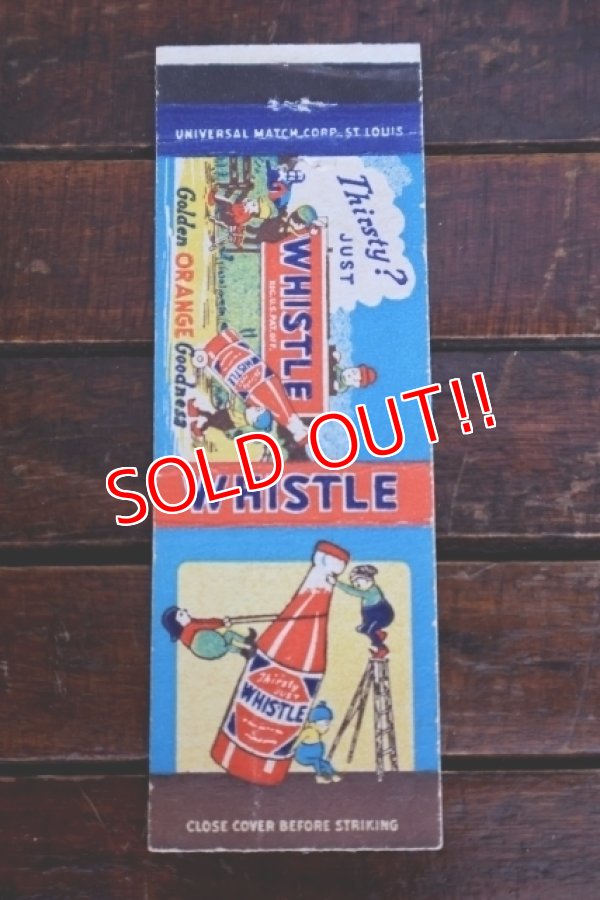 UNIVERSAL MATCH CORP. ST. LOUIS
Thirsty?
JUST
WHISTLE
REG. U.S. PAT. OFF.
WHISTLE
Golden ORANGE Goodness
SOLD OUT!!
WHISTLE
Thirsty
JUST
WHISTLE
CLOSE COVER BEFORE STRIKING